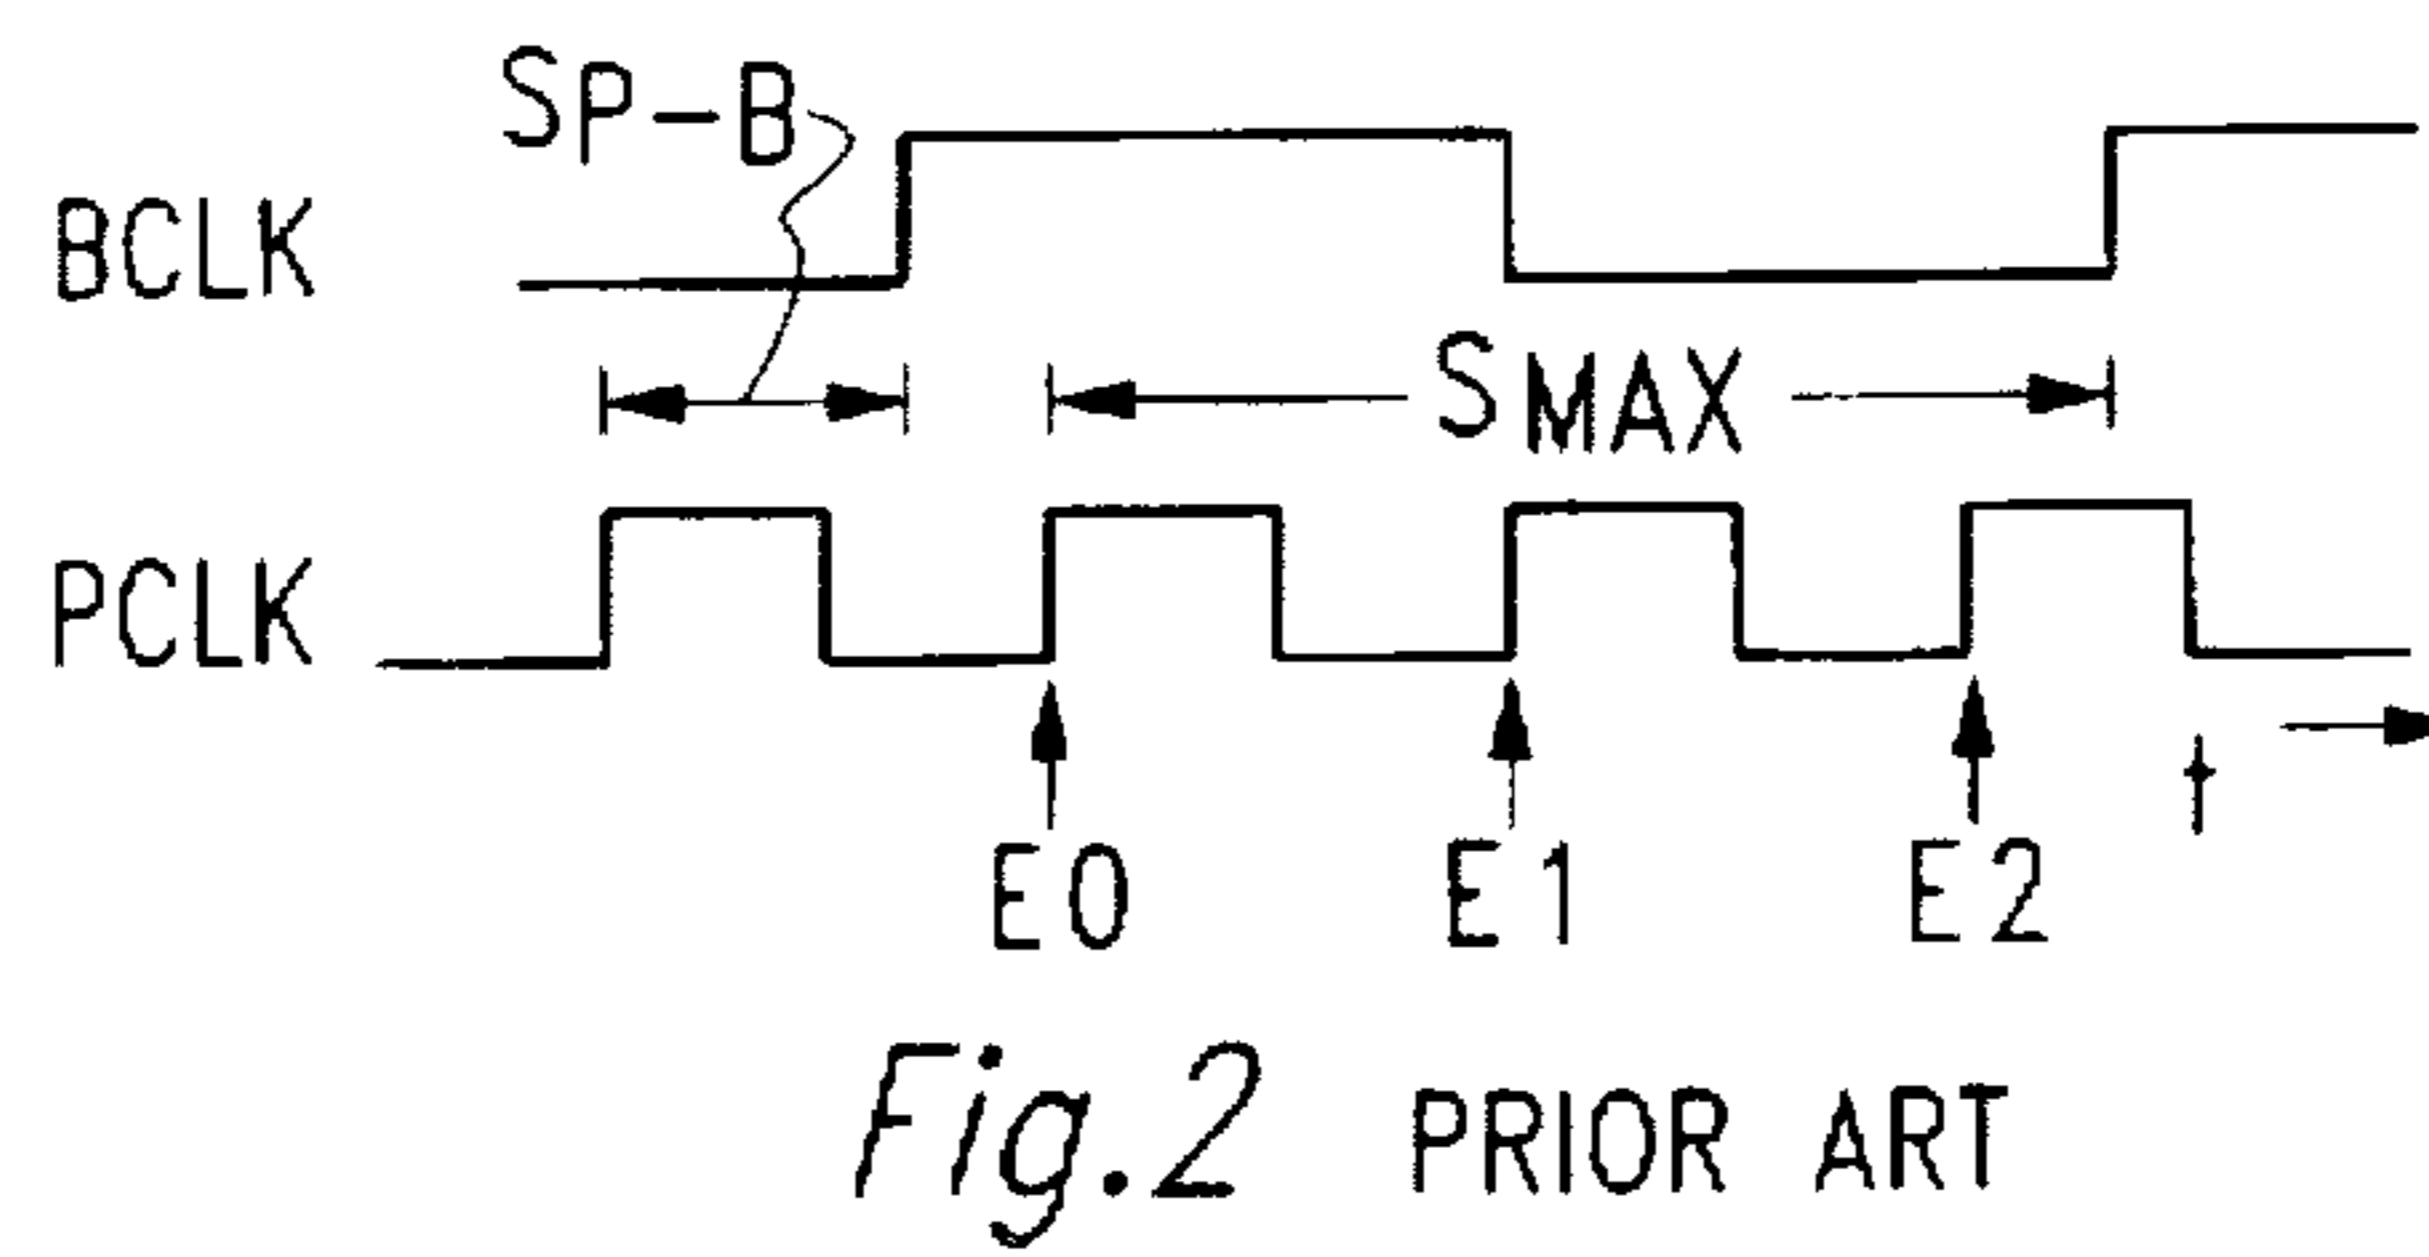 SP-B
BCLK
SMAX
PCLK
E0 E1 E2 t
Fig.2 PRIOR ART